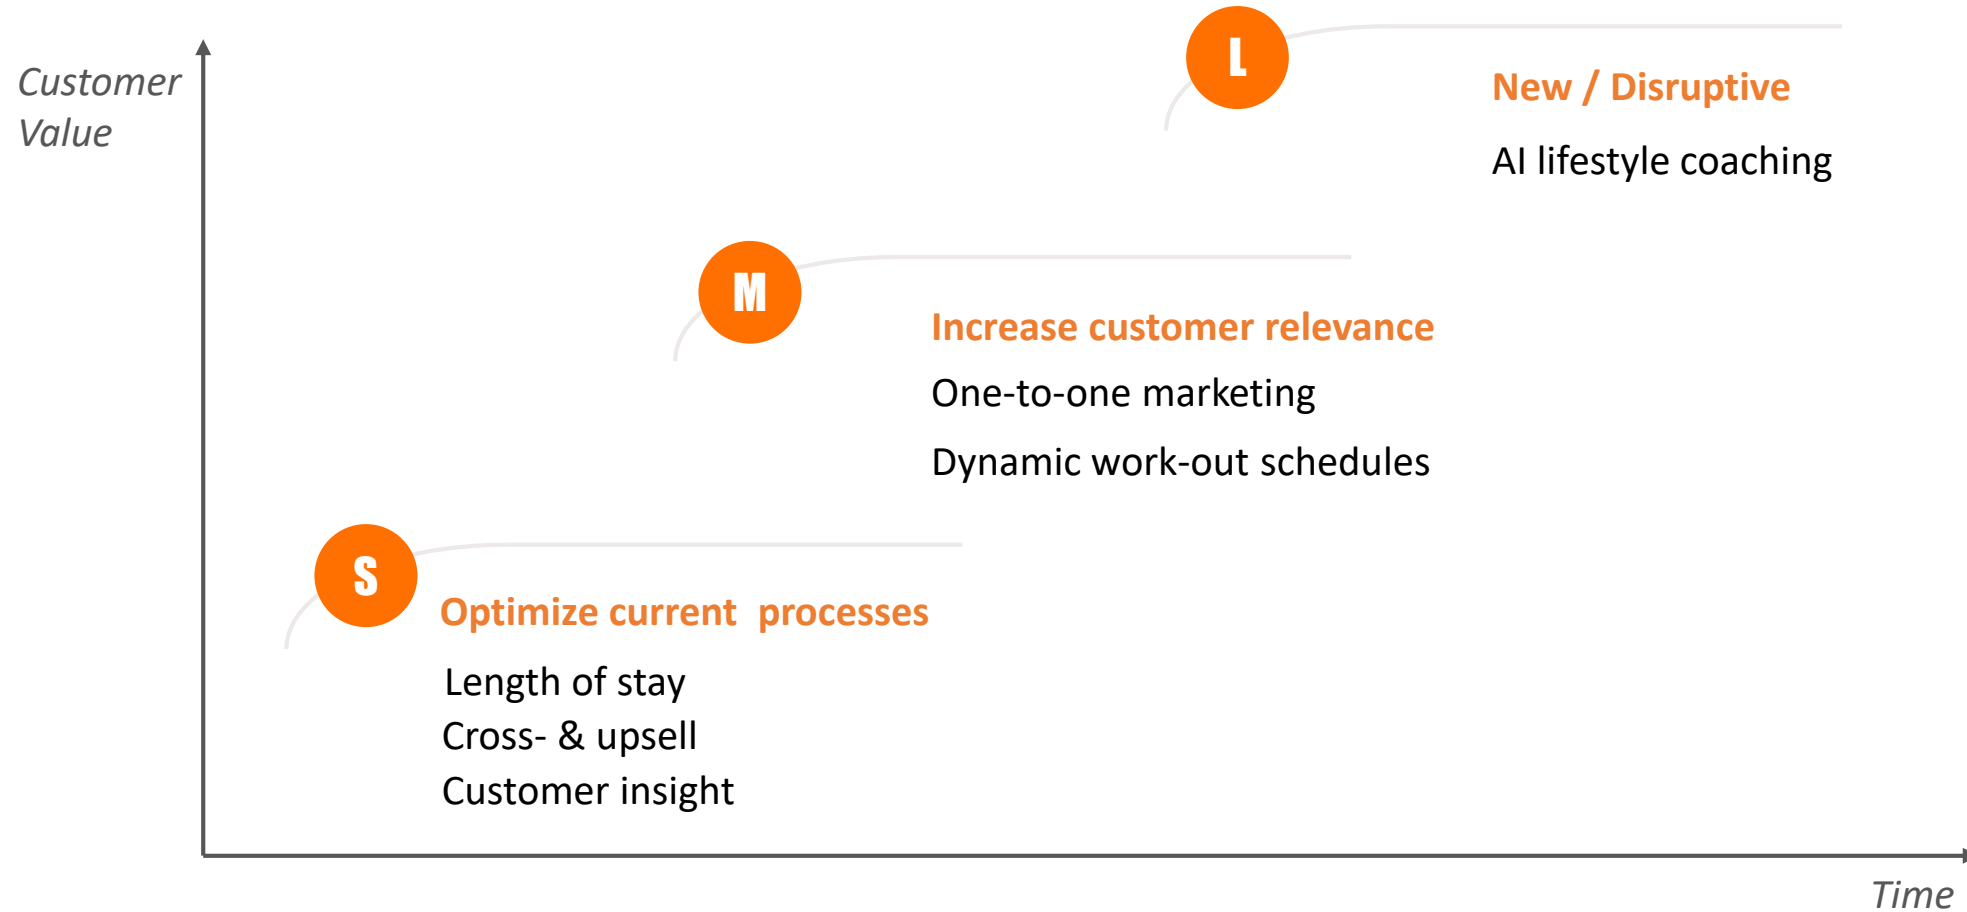 Customer
Value
L
New / Disruptive
AI lifestyle coaching
M
Increase customer relevance
One-to-one marketing
Dynamic work-out schedules
S
Optimize current  processes
Length of stay
Cross- & upsell
Customer insight
Time